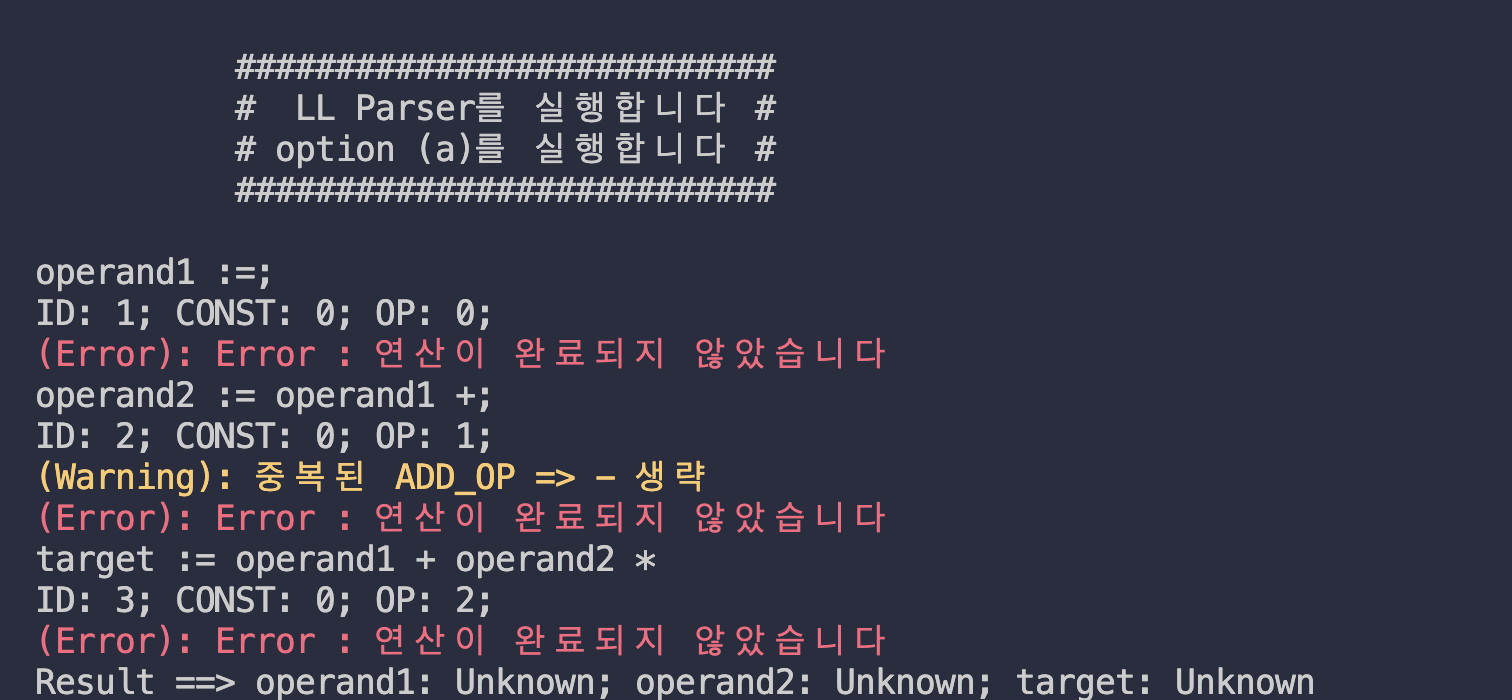 ###########################
#  LL Parser를 실행합니다 #
# option (a)를 실행합니다 #
###########################
operand1 :=;
ID: 1; CONST: 0; OP: 0;
(Error): Error : 연산이 완료되지 않았습니다
operand2 := operand1 +;
ID: 2; CONST: 0; OP: 1;
(Warning): 중복된 ADD_OP => - 생략
(Error): Error : 연산이 완료되지 않았습니다
target := operand1 + operand2 *
ID: 3; CONST: 0; OP: 2;
(Error): Error : 연산이 완료되지 않았습니다
Result ==> operand1: Unknown; operand2: Unknown; target: Unknown